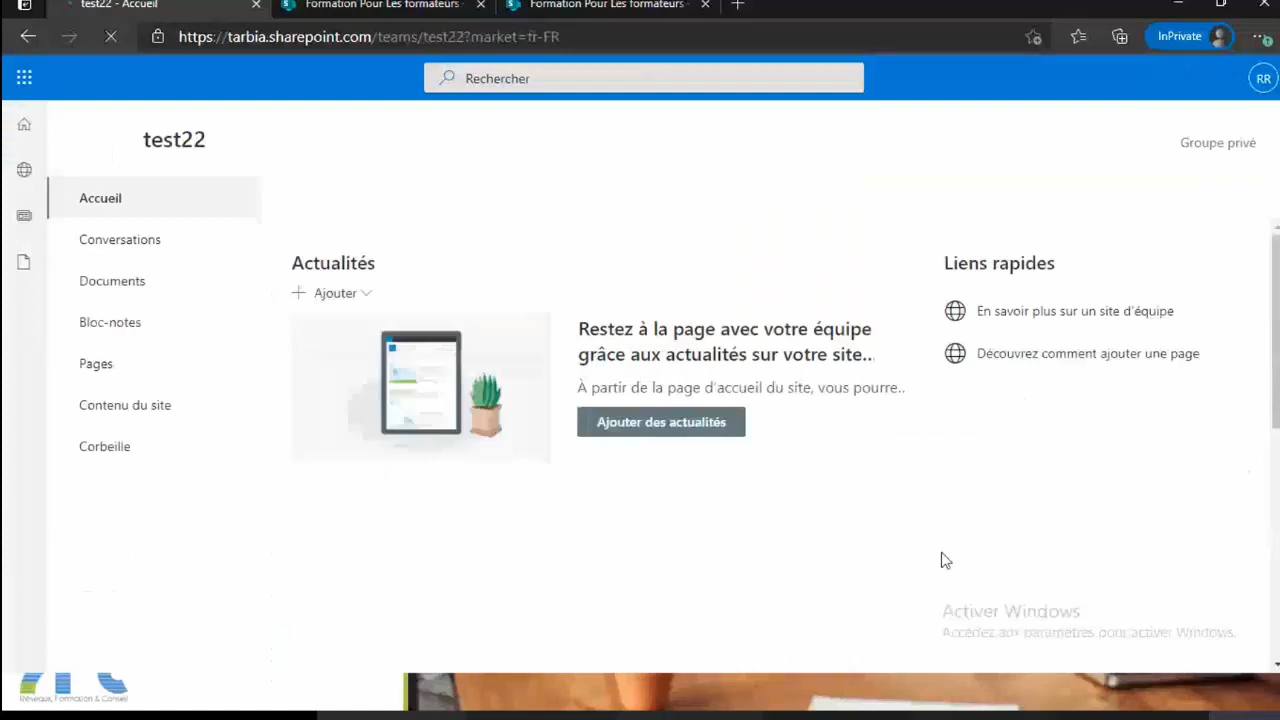 test22 - Accueil
Formation Pour Les formateurs -
Formation Pour Les formateurs -
https://tarbia.sharepoint.com/teams/test22?market=fr-FR
InPrivate
Rechercher
RR
test22
Groupe privé
Accueil
Conversations
Documents
Bloc-notes
Pages
Contenu du site
Corbeille
Actualités
Ajouter
Restez à la page avec votre équipe
grâce aux actualités sur votre site...
À partir de la page d'accueil du site, vous pourre..
Ajouter des actualités
Liens rapides
En savoir plus sur un site d'équipe
Découvrez comment ajouter une page
Activer Windows
Accédez aux paramètres pour activer Windows.
Réseaux, Formation & Conseil